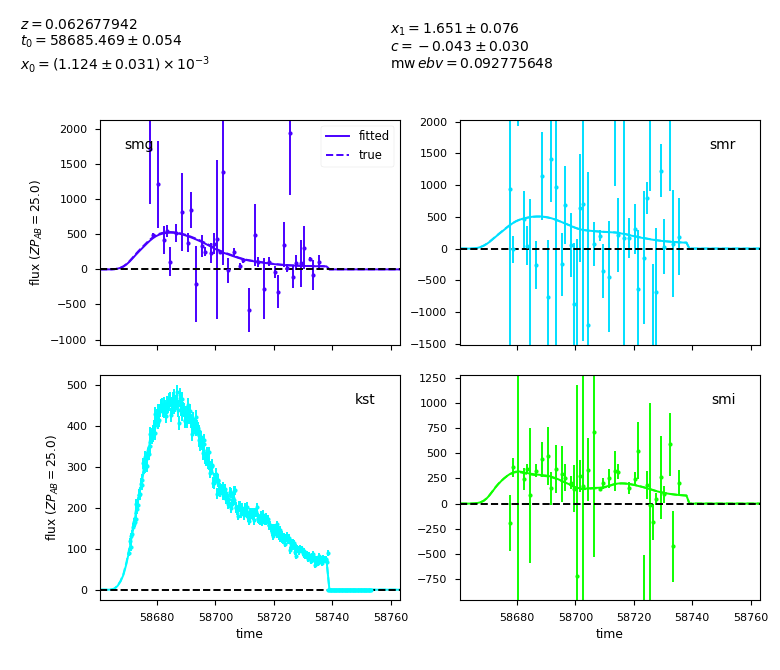 z = 0.062677942
t₀ = 58685.469 ± 0.054
x₀ = (1.124 ± 0.031) × 10⁻³
x₁ = 1.651 ± 0.076
c = −0.043 ± 0.030
mw ebv = 0.092775648
2000
1500
1000
500
0
−500
−1000
flux (ZP_AB = 25.0)
smg
fitted
true
2000
1500
1000
500
0
−500
−1000
−1500
smr
500
400
300
200
100
0
flux (ZP_AB = 25.0)
kst
58680
58700
58720
58740
58760
time
1250
1000
750
500
250
0
−250
−500
−750
smi
58680
58700
58720
58740
58760
time